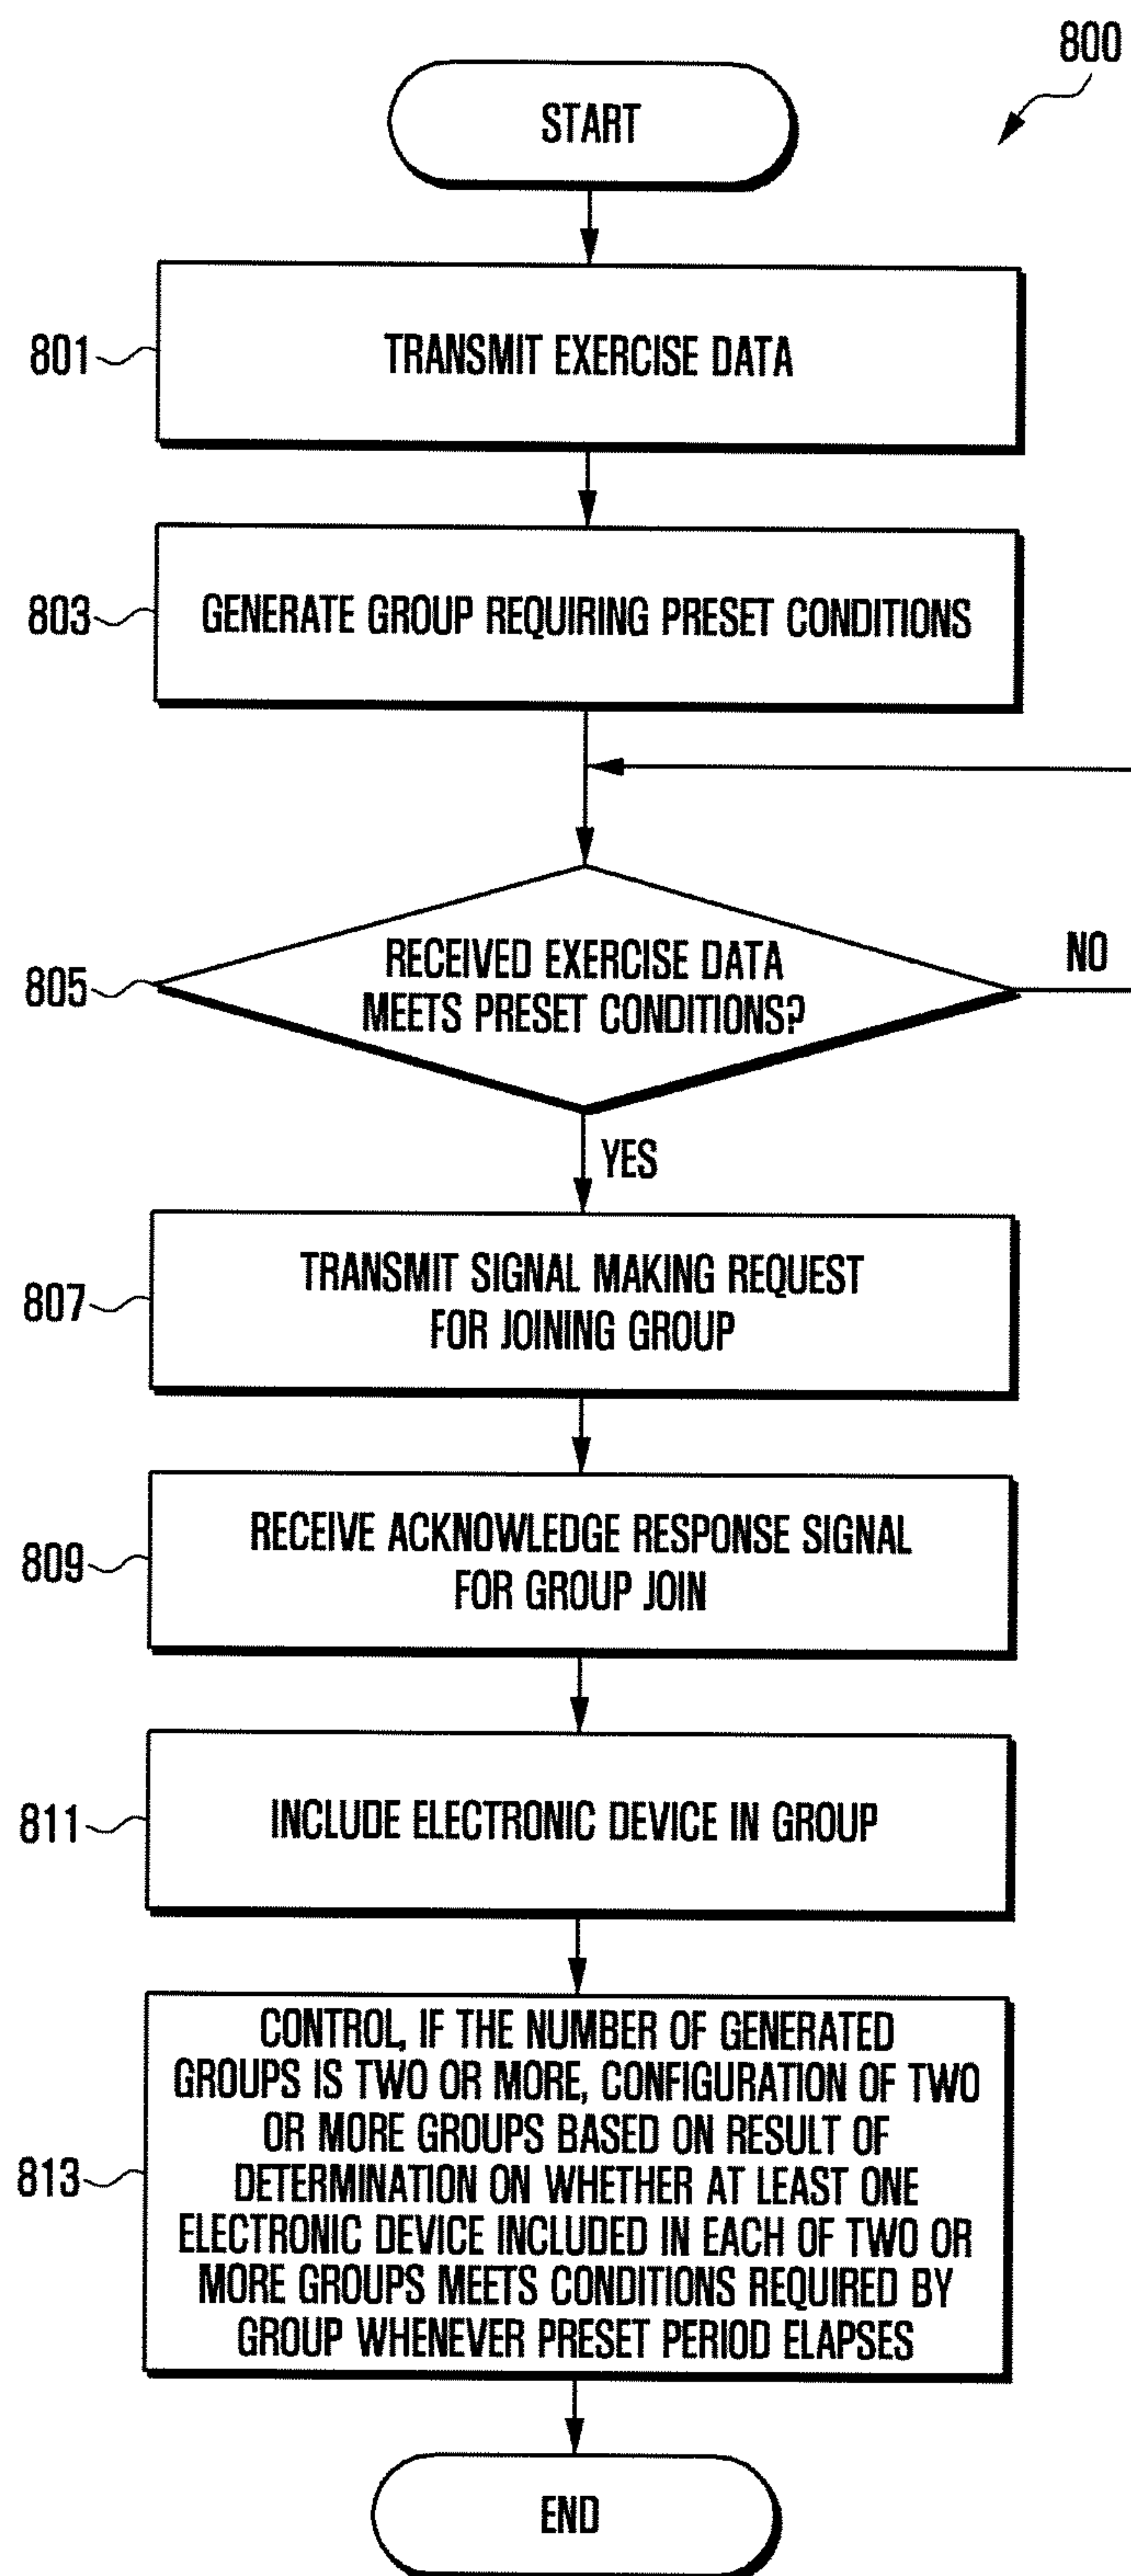 800
START
801
TRANSMIT EXERCISE DATA
803
GENERATE GROUP REQUIRING PRESET CONDITIONS
805
RECEIVED EXERCISE DATA
MEETS PRESET CONDITIONS?
NO
YES
807
TRANSMIT SIGNAL MAKING REQUEST
FOR JOINING GROUP
809
RECEIVE ACKNOWLEDGE RESPONSE SIGNAL
FOR GROUP JOIN
811
INCLUDE ELECTRONIC DEVICE IN GROUP
813
CONTROL, IF THE NUMBER OF GENERATED
GROUPS IS TWO OR MORE, CONFIGURATION OF TWO
OR MORE GROUPS BASED ON RESULT OF
DETERMINATION ON WHETHER AT LEAST ONE
ELECTRONIC DEVICE INCLUDED IN EACH OF TWO OR
MORE GROUPS MEETS CONDITIONS REQUIRED BY
GROUP WHENEVER PRESET PERIOD ELAPSES
END